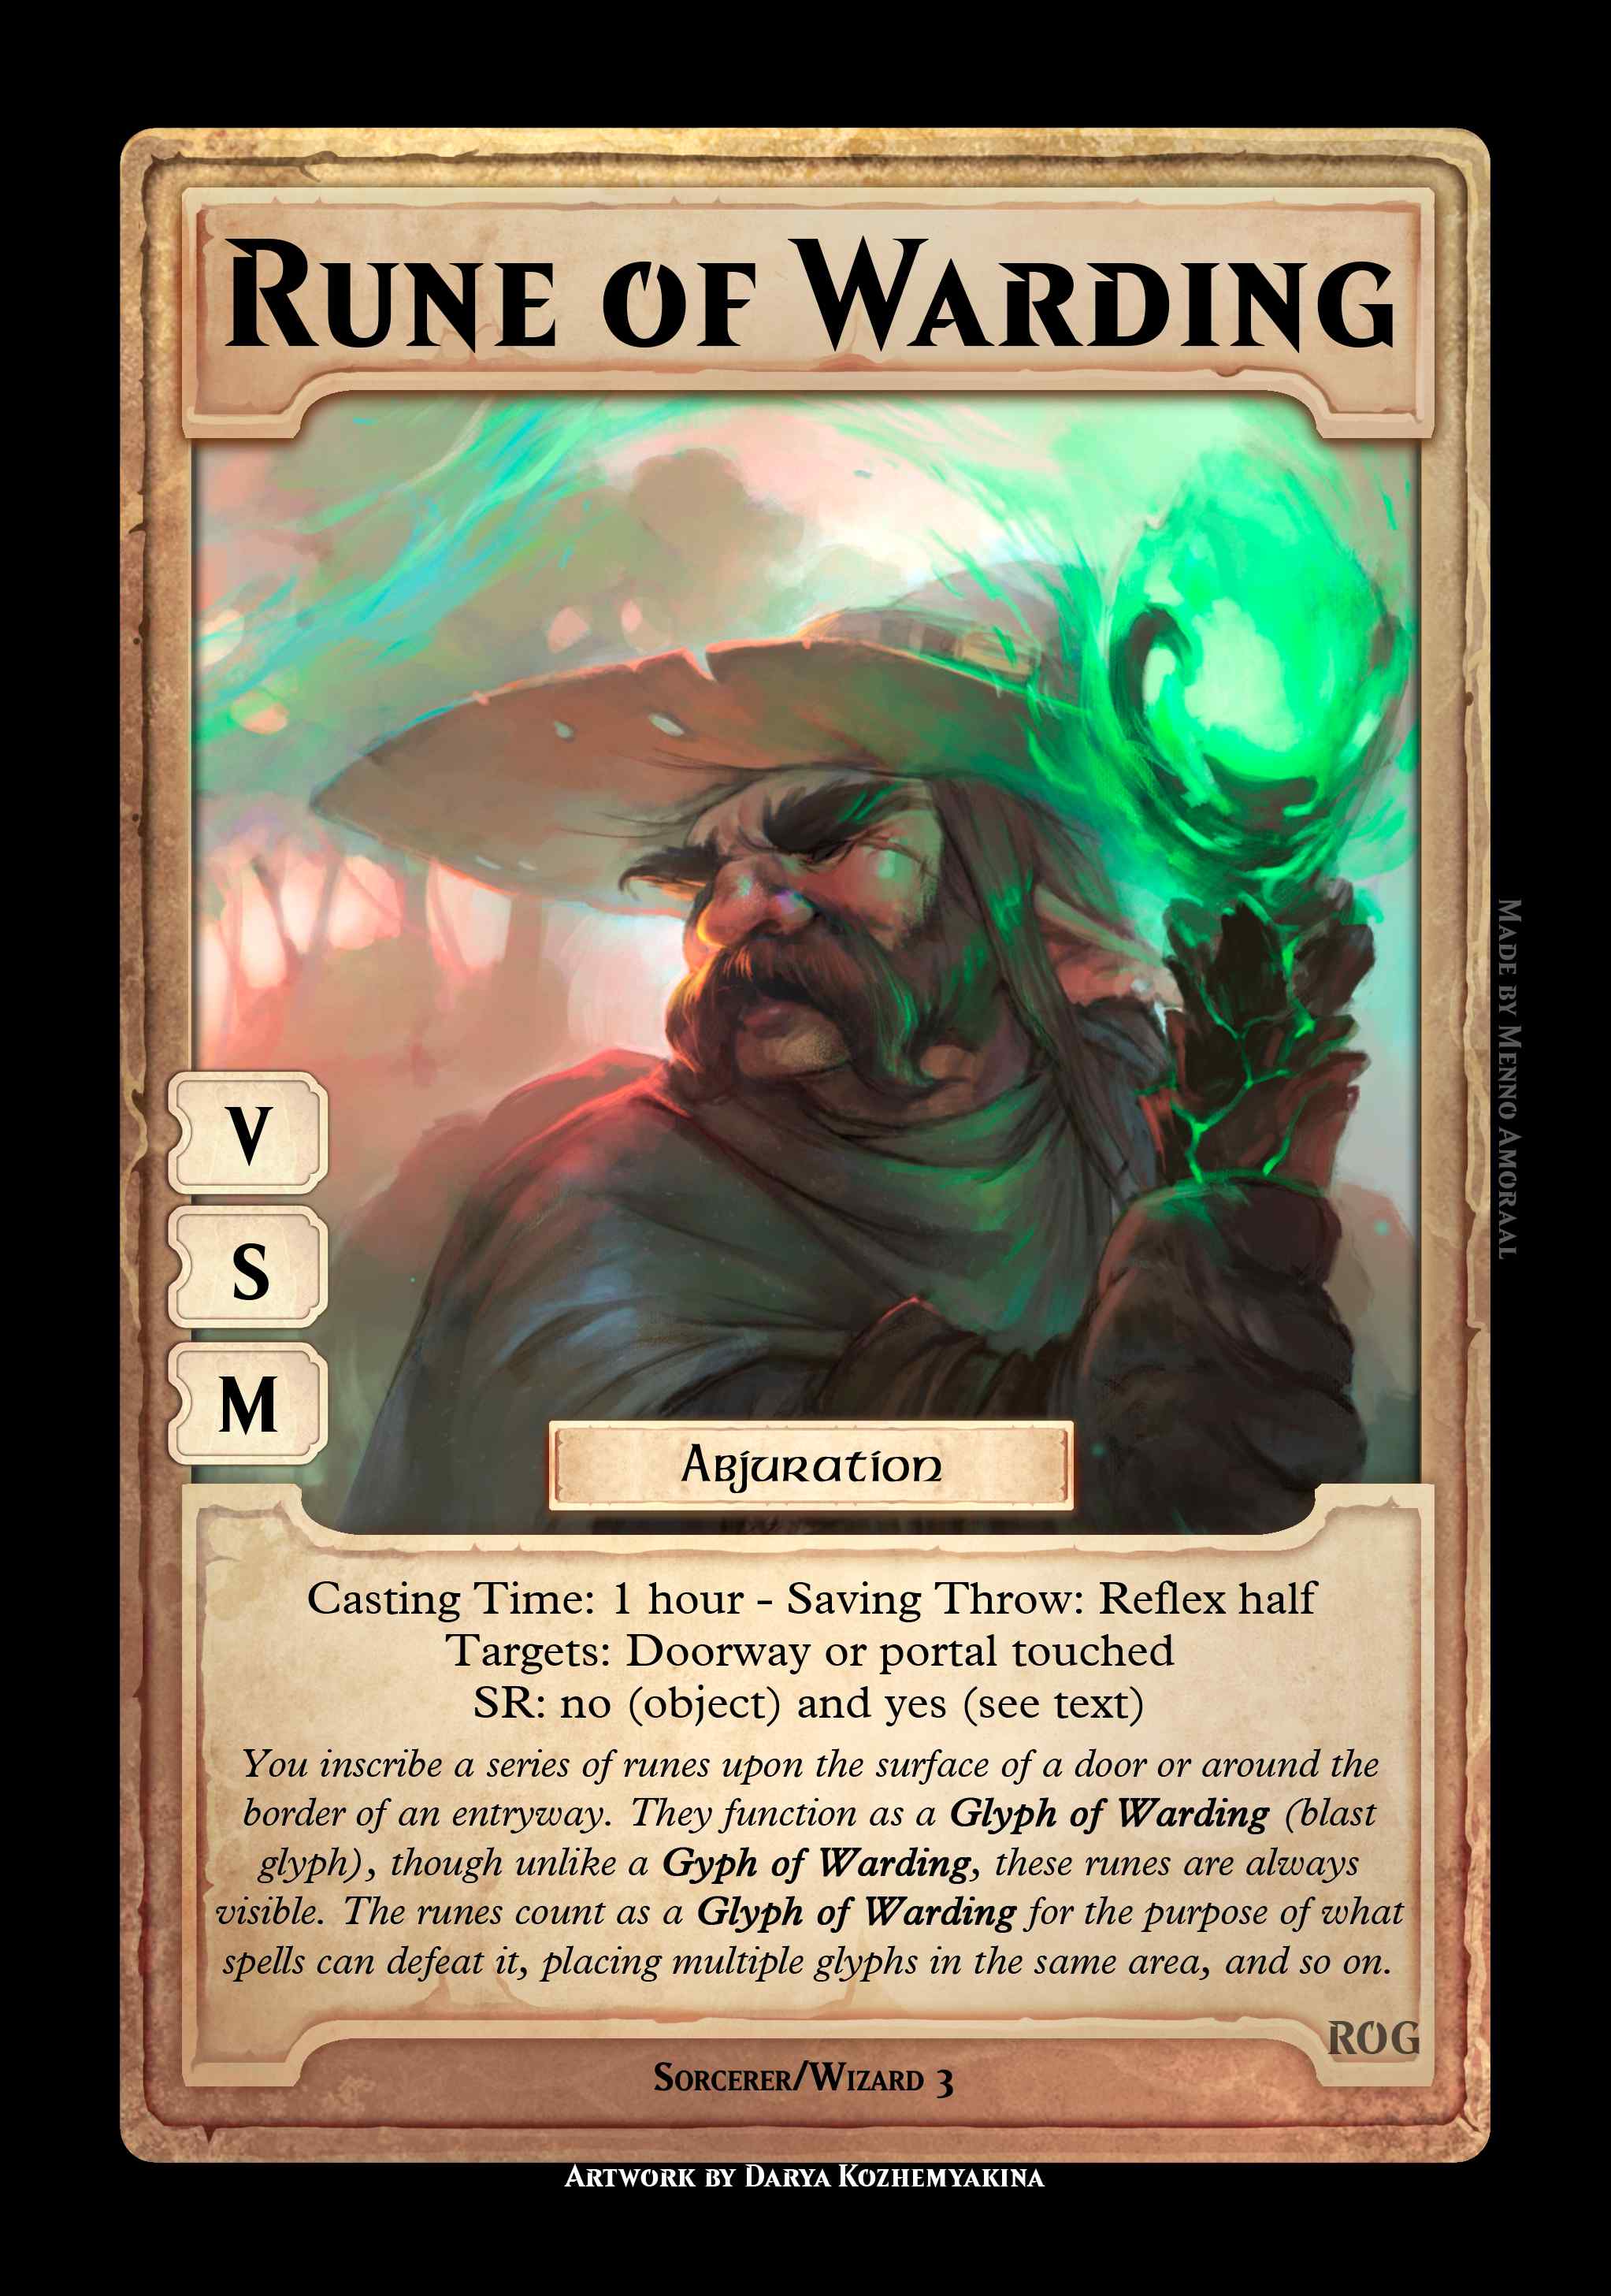 Rune of Warding
V
S
M
Abjuration
Casting Time: 1 hour - Saving Throw: Reflex half
Targets: Doorway or portal touched
SR: no (object) and yes (see text)
You inscribe a series of runes upon the surface of a door or around the
border of an entryway. They function as a Glyph of Warding (blast
glyph), though unlike a Gyph of Warding, these runes are always
visible. The runes count as a Glyph of Warding for the purpose of what
spells can defeat it, placing multiple glyphs in the same area, and so on.
ROG
Sorcerer/Wizard 3
Artwork by Darya Kozhemyakina
Made by Menno Amoraal